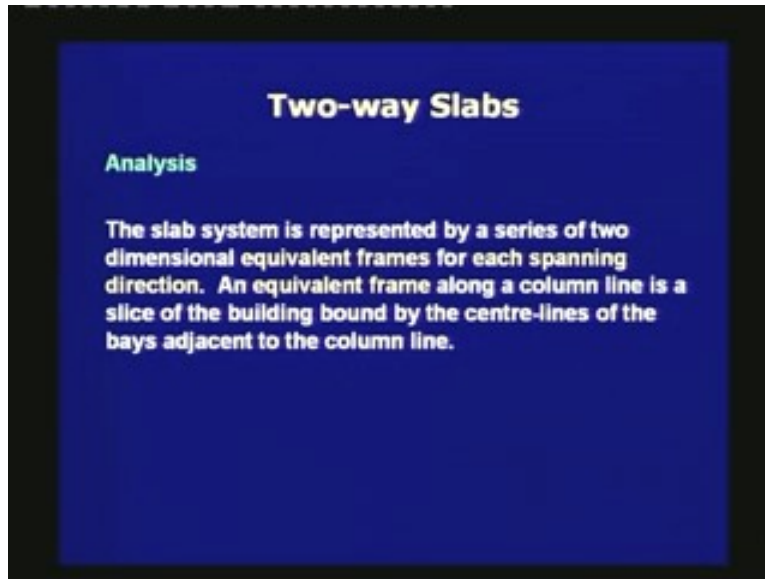 Two-way Slabs
Analysis
The slab system is represented by a series of two
dimensional equivalent frames for each spanning
direction. An equivalent frame along a column line is a
slice of the building bound by the centre-lines of the
bays adjacent to the column line.